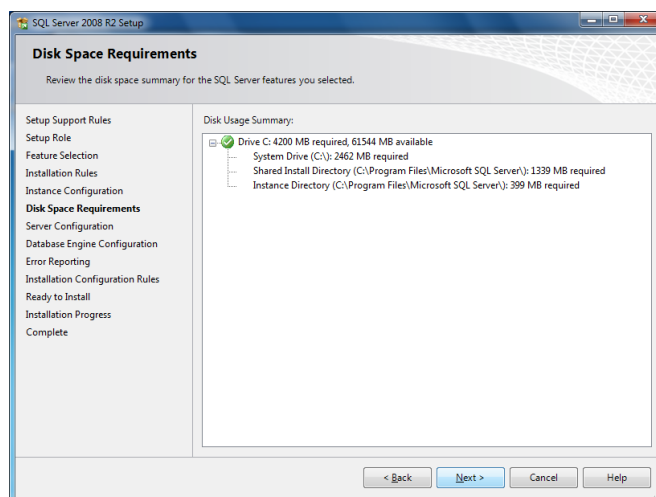 SQL Server 2008 R2 Setup
Disk Space Requirements
Review the disk space summary for the SQL Server features you selected.
Setup Support Rules
Setup Role
Feature Selection
Installation Rules
Instance Configuration
Disk Space Requirements
Server Configuration
Database Engine Configuration
Error Reporting
Installation Configuration Rules
Ready to Install
Installation Progress
Complete
Disk Usage Summary:
Drive C: 4200 MB required, 61544 MB available
System Drive (C:\): 2462 MB required
Shared Install Directory (C:\Program Files\Microsoft SQL Server\): 1339 MB required
Instance Directory (C:\Program Files\Microsoft SQL Server\): 399 MB required
< Back
Next >
Cancel
Help